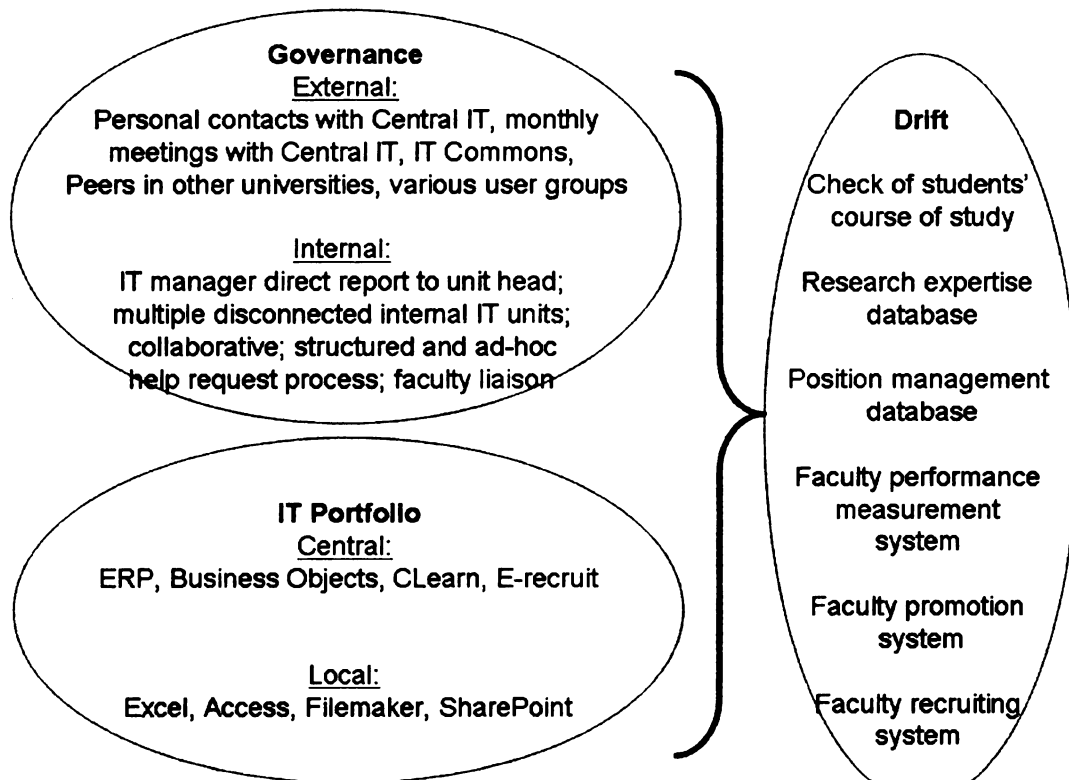 Governance
External:
Personal contacts with Central IT, monthly
meetings with Central IT, IT Commons,
Peers in other universities, various user groups
Internal:
IT manager direct report to unit head;
multiple disconnected internal IT units;
collaborative; structured and ad-hoc
help request process; faculty liaison
IT Portfolio
Central:
ERP, Business Objects, CLearn, E-recruit
Local:
Excel, Access, Filemaker, SharePoint
Drift
Check of students'
course of study
Research expertise
database
Position management
database
Faculty performance
measurement
system
Faculty promotion
system
Faculty recruiting
system